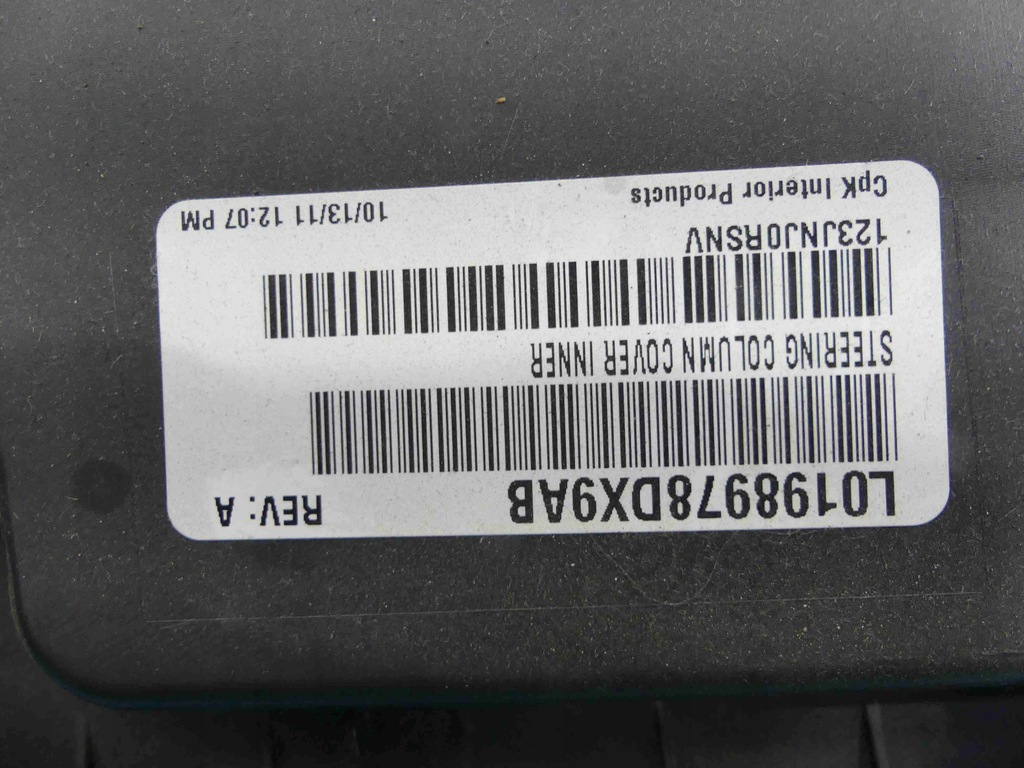 L0198978DX9AB REV: A
STEERING COLUMN COVER INNER
123JNJ0RSNV
CpK Interior Products 10/13/11 12:07 PM